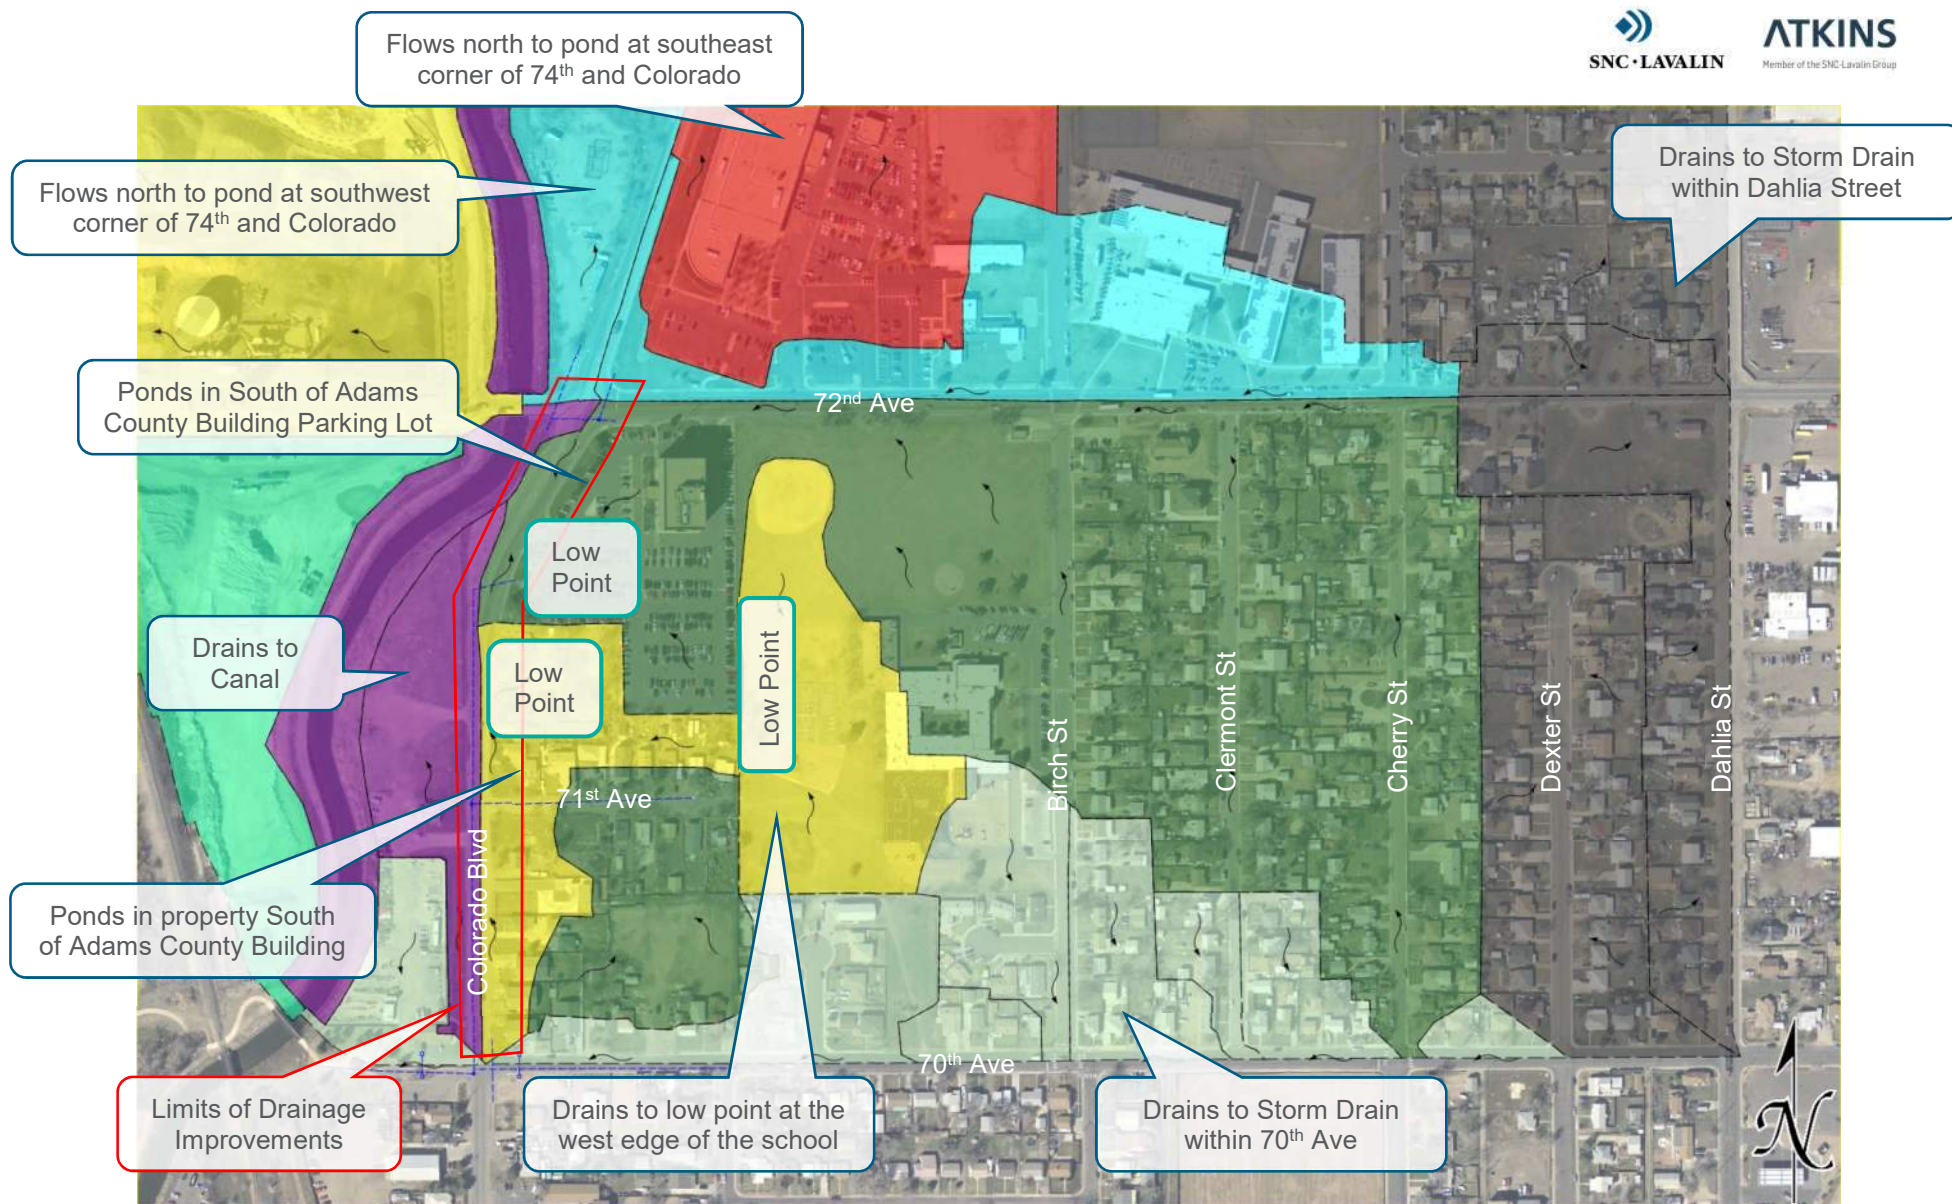 Flows north to pond at southeast
corner of 74th and Colorado
SNC·LAVALIN
ATKINS
Member of the SNC-Lavalin Group
Flows north to pond at southwest
corner of 74th and Colorado
Drains to Storm Drain
within Dahlia Street
Ponds in South of Adams
County Building Parking Lot
72nd Ave
Low
Point
Low
Point
Low Point
Drains to
Canal
Birch St
Clermont St
Cherry St
Dexter St
Dahlia St
71st Ave
Colorado Blvd
Ponds in property South
of Adams County Building
70th Ave
Limits of Drainage
Improvements
Drains to low point at the
west edge of the school
Drains to Storm Drain
within 70th Ave
N